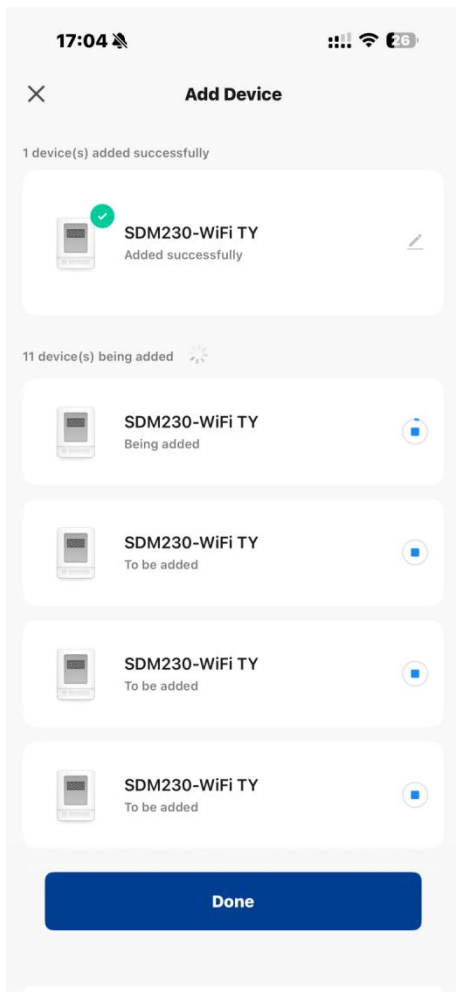 17:04
26
Add Device
1 device(s) added successfully
SDM230-WiFi TY
Added successfully
11 device(s) being added
SDM230-WiFi TY
Being added
SDM230-WiFi TY
To be added
SDM230-WiFi TY
To be added
SDM230-WiFi TY
To be added
Done